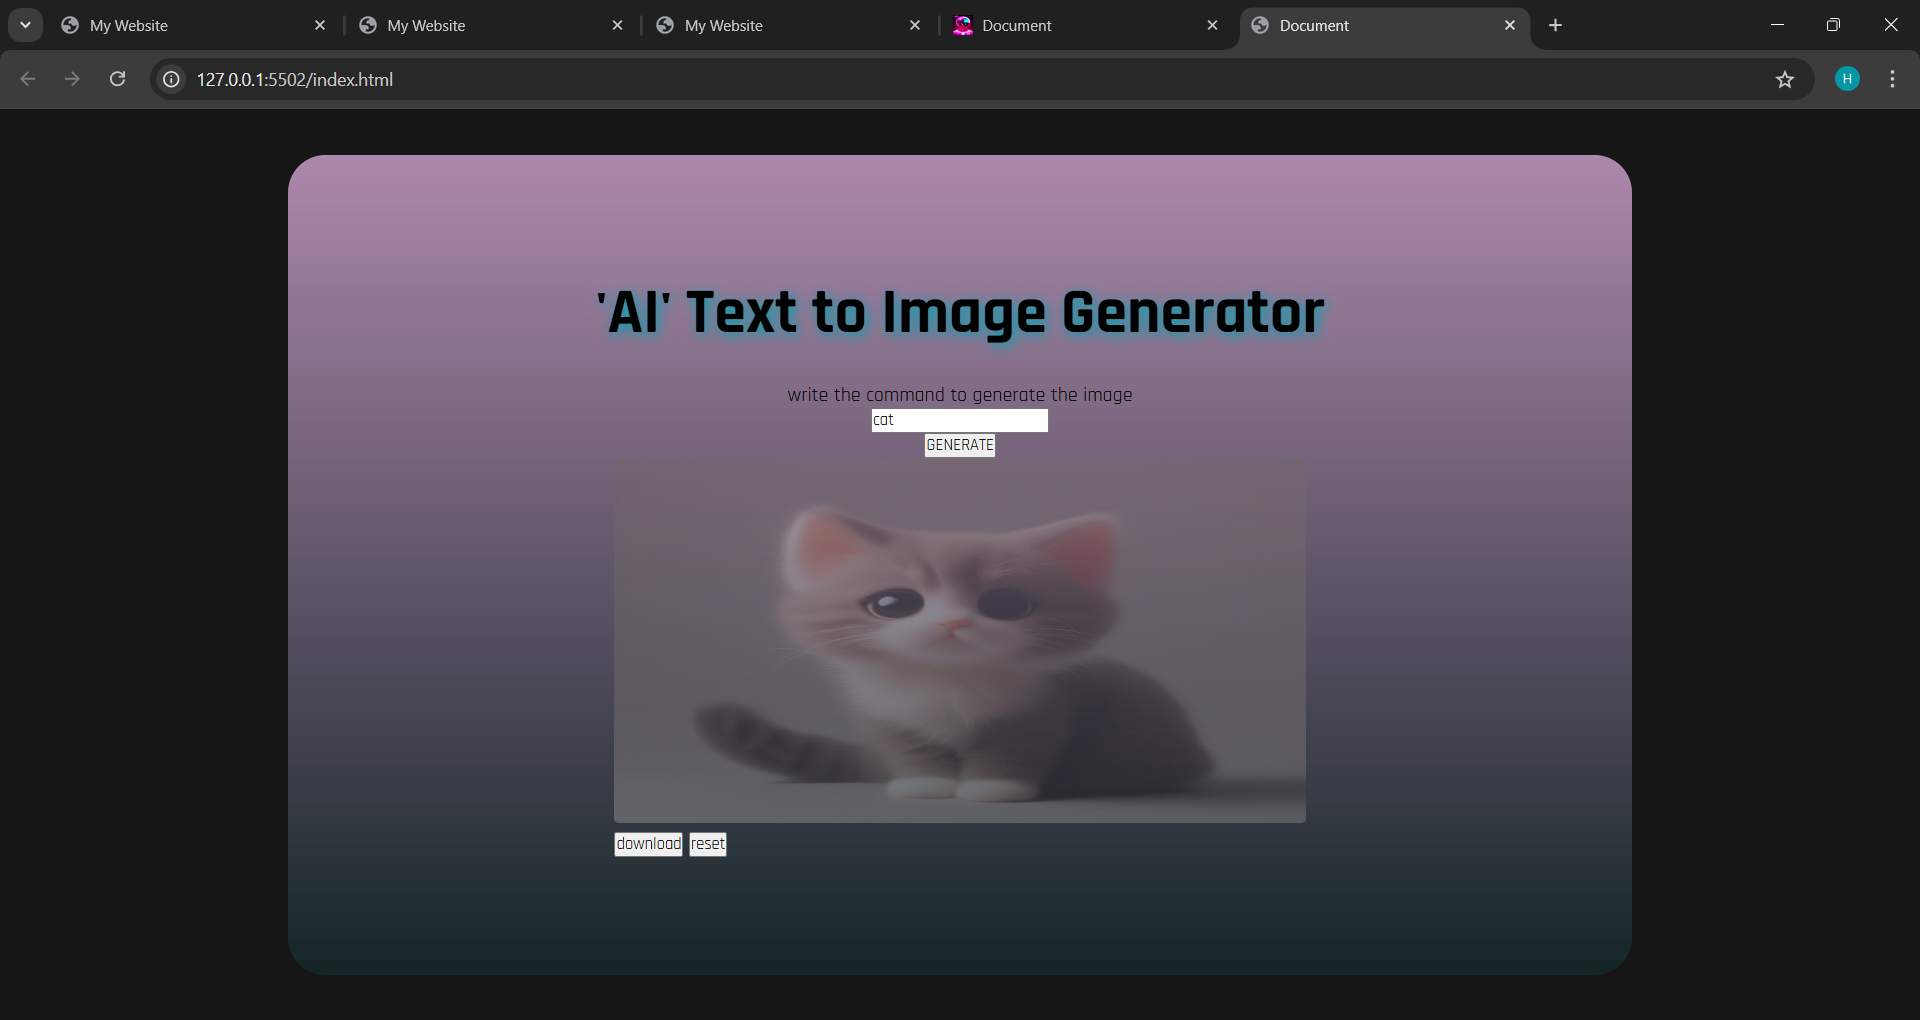 My Website
My Website
My Website
Document
Document
127.0.0.1:5502/index.html
H
'AI' Text to Image Generator
write the command to generate the image
cat
GENERATE
download reset